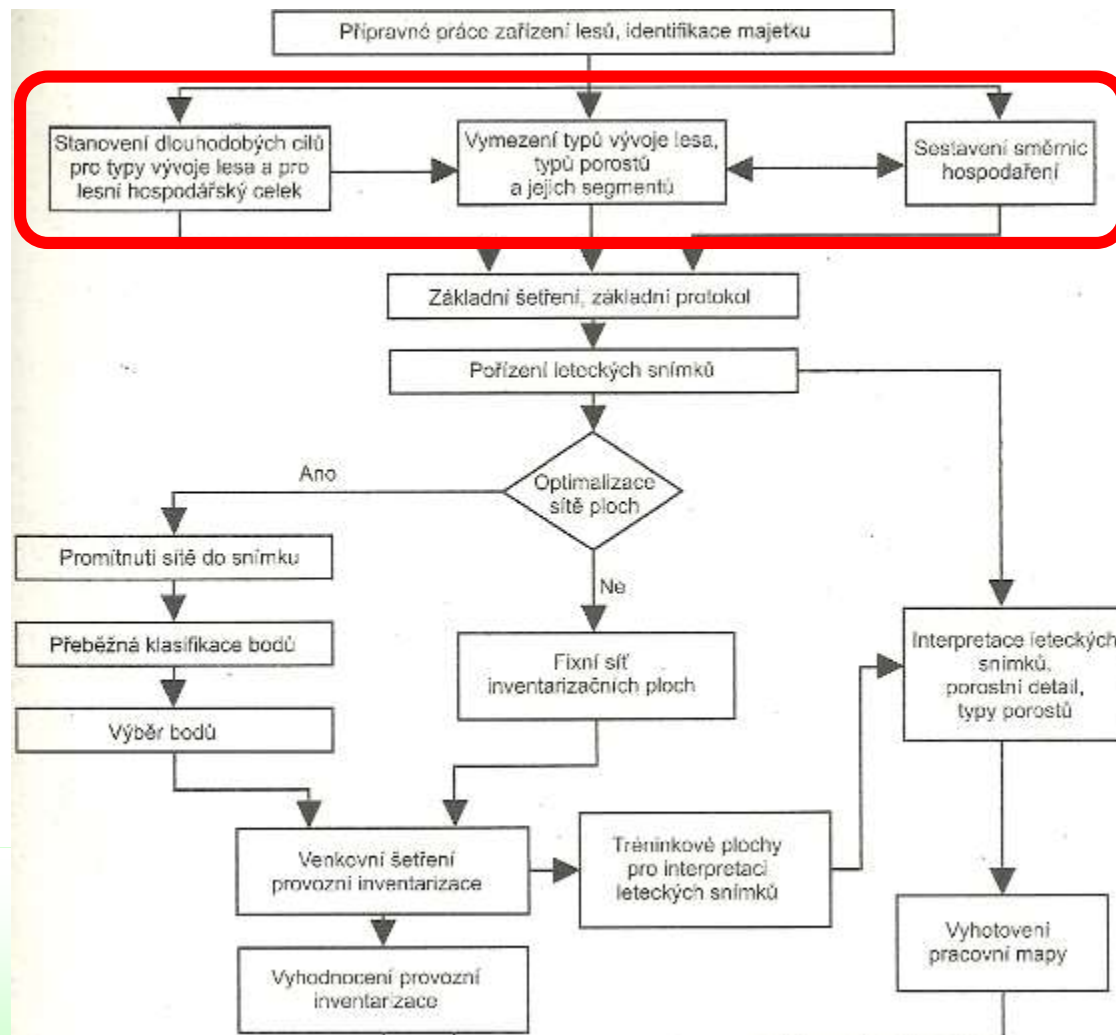 Přípravné práce zařízení lesů, identifikace majetku
Stanovení dlouhodobých cílů
pro typy vývoje lesa a pro
lesní hospodářský celek
Vymezení typů vývoje lesa,
typů porostů
a jejich segmentů
Sestavení směrnic
hospodaření
Základní šetření, základní protokol
Pořízení leteckých snímků
Ano
Optimalizace
sítě ploch
Promítnutí sítě do snímku
Ne
Přeběžná klasifikace bodů
Fixní síť
inventarizačních ploch
Interpretace leteckých
snímků,
porostní detail,
typy porostů
Výběr bodů
Venkovní šetření
provozní inventarizace
Tréninkové plochy
pro interpretaci
leteckých snímků
Vyhotovení
pracovní mapy
Vyhodnocení provozní
inventarizace